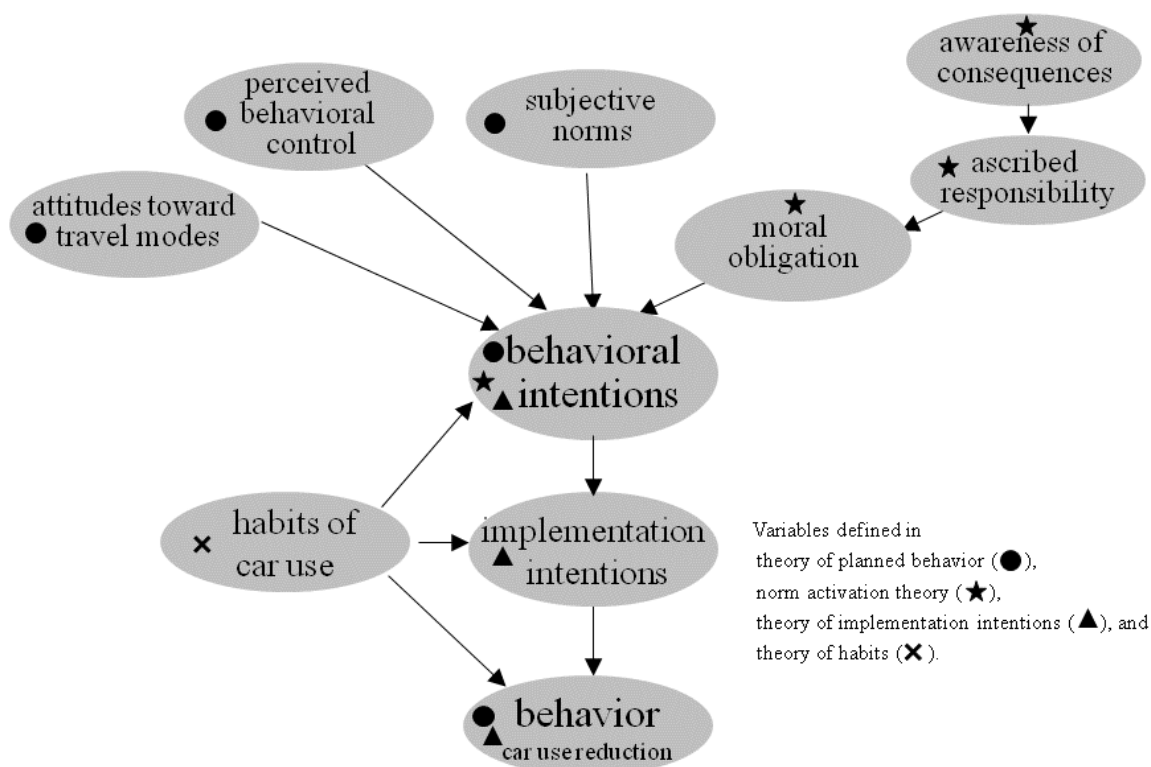 awareness of
consequences
perceived
behavioral
control
subjective
norms
ascribed
responsibility
attitudes toward
travel modes
moral
obligation
behavioral
intentions
habits of
car use
implementation
intentions
Variables defined in
theory of planned behavior (●),
norm activation theory (★),
theory of implementation intentions (▲), and
theory of habits (✕).
behavior
car use reduction